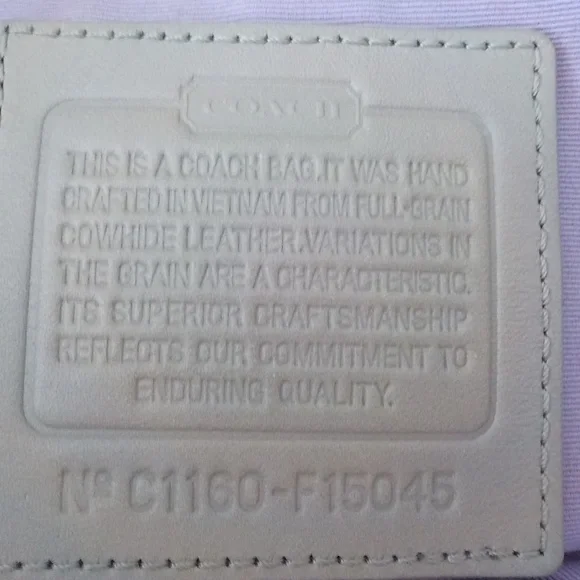 COACH
THIS IS A COACH BAG.IT WAS HAND
CRAFTED IN VIETNAM FROM FULL-GRAIN
COWHIDE LEATHER.VARIATIONS IN
THE GRAIN ARE A CHARACTERISTIC.
ITS SUPERIOR CRAFTSMANSHIP
REFLECTS OUR COMMITMENT TO
ENDURING QUALITY.
Nº C1160-F15045